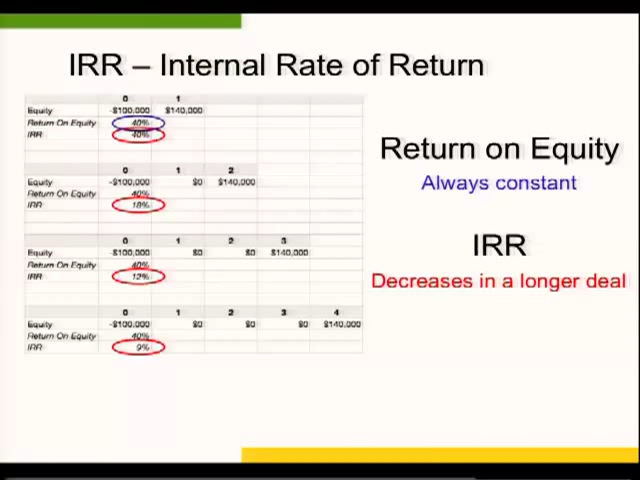 IRR – Internal Rate of Return
0 1
Equity -$100,000 $140,000
Return On Equity 40%
IRR 40%
0 1 2
Equity -$100,000 $0 $140,000
Return On Equity 40%
IRR 18%
0 1 2 3
Equity -$100,000 $0 $0 $140,000
Return On Equity 40%
IRR 12%
0 1 2 3 4
Equity -$100,000 $0 $0 $0 $140,000
Return On Equity 40%
IRR 9%
Return on Equity
Always constant
IRR
Decreases in a longer deal